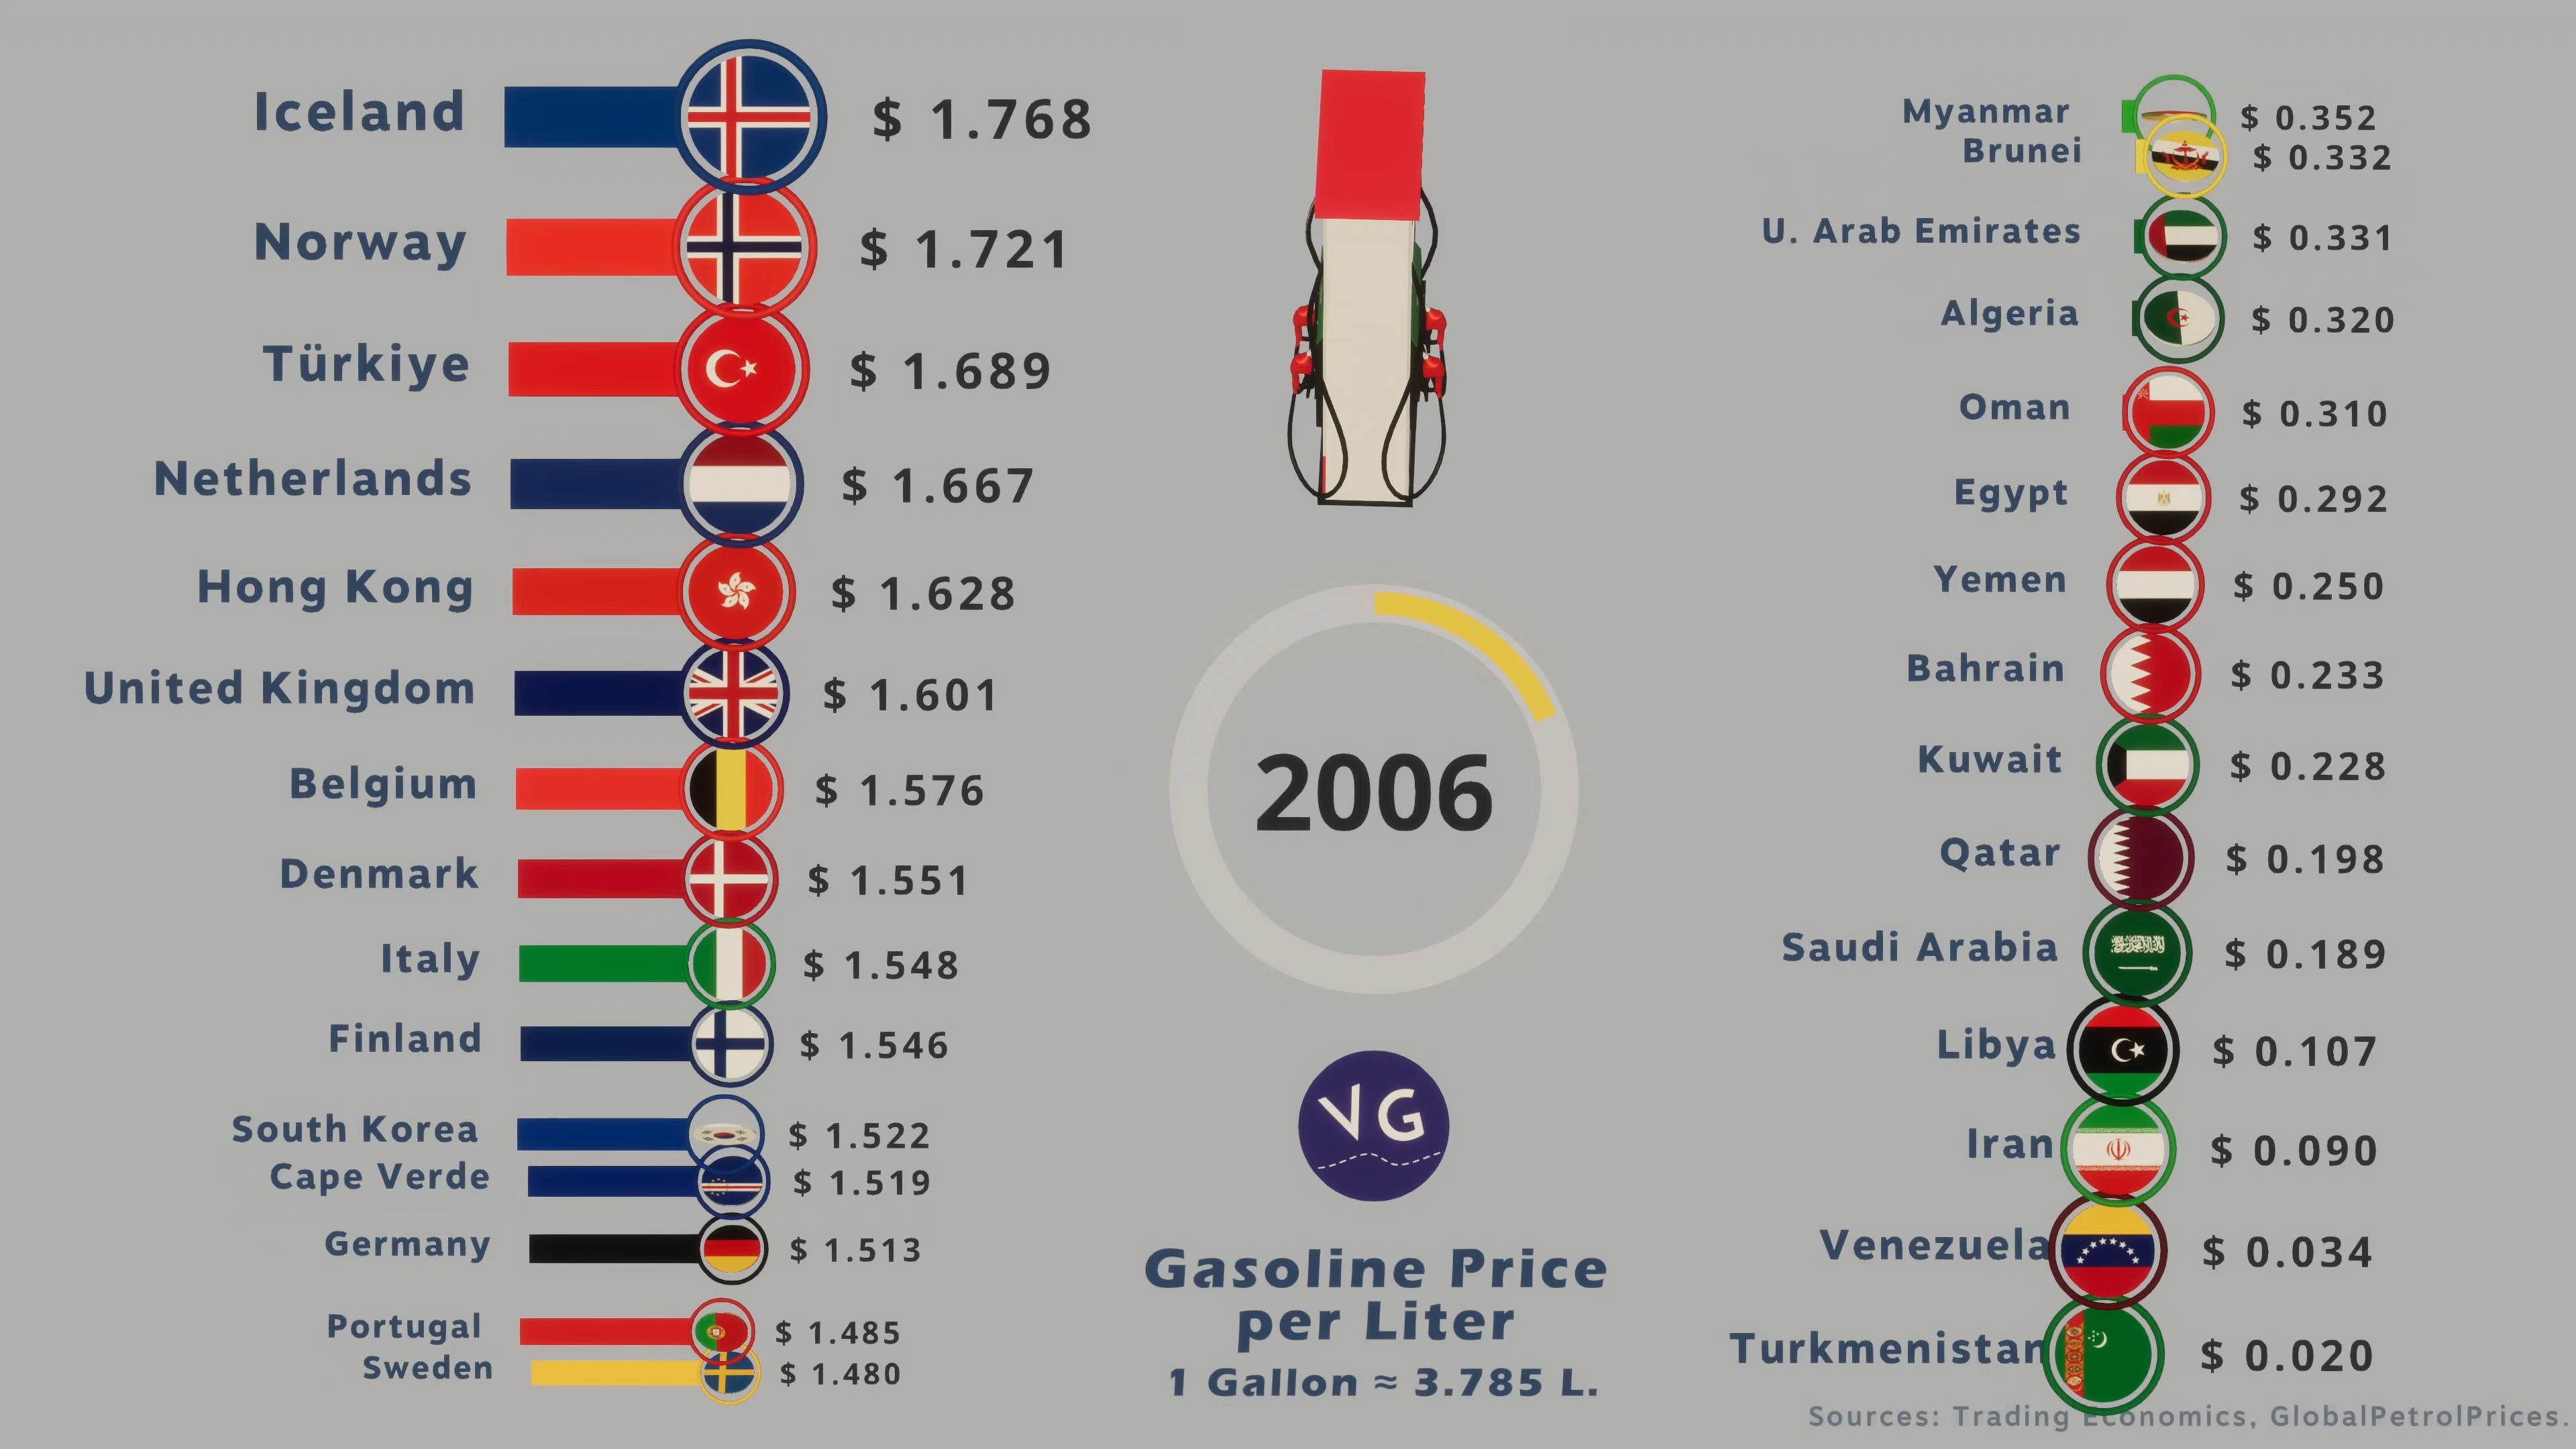 Iceland $ 1.768
Norway $ 1.721
Türkiye $ 1.689
Netherlands $ 1.667
Hong Kong $ 1.628
United Kingdom $ 1.601
Belgium $ 1.576
Denmark $ 1.551
Italy $ 1.548
Finland $ 1.546
South Korea $ 1.522
Cape Verde $ 1.519
Germany $ 1.513
Portugal $ 1.485
Sweden $ 1.480
2006
VG
Gasoline Price
per Liter
1 Gallon ≈ 3.785 L.
Myanmar $ 0.352
Brunei $ 0.332
U. Arab Emirates $ 0.331
Algeria $ 0.320
Oman $ 0.310
Egypt $ 0.292
Yemen $ 0.250
Bahrain $ 0.233
Kuwait $ 0.228
Qatar $ 0.198
Saudi Arabia $ 0.189
Libya $ 0.107
Iran $ 0.090
Venezuela $ 0.034
Turkmenistan $ 0.020
Sources: Trading Economics, GlobalPetrolPrices.